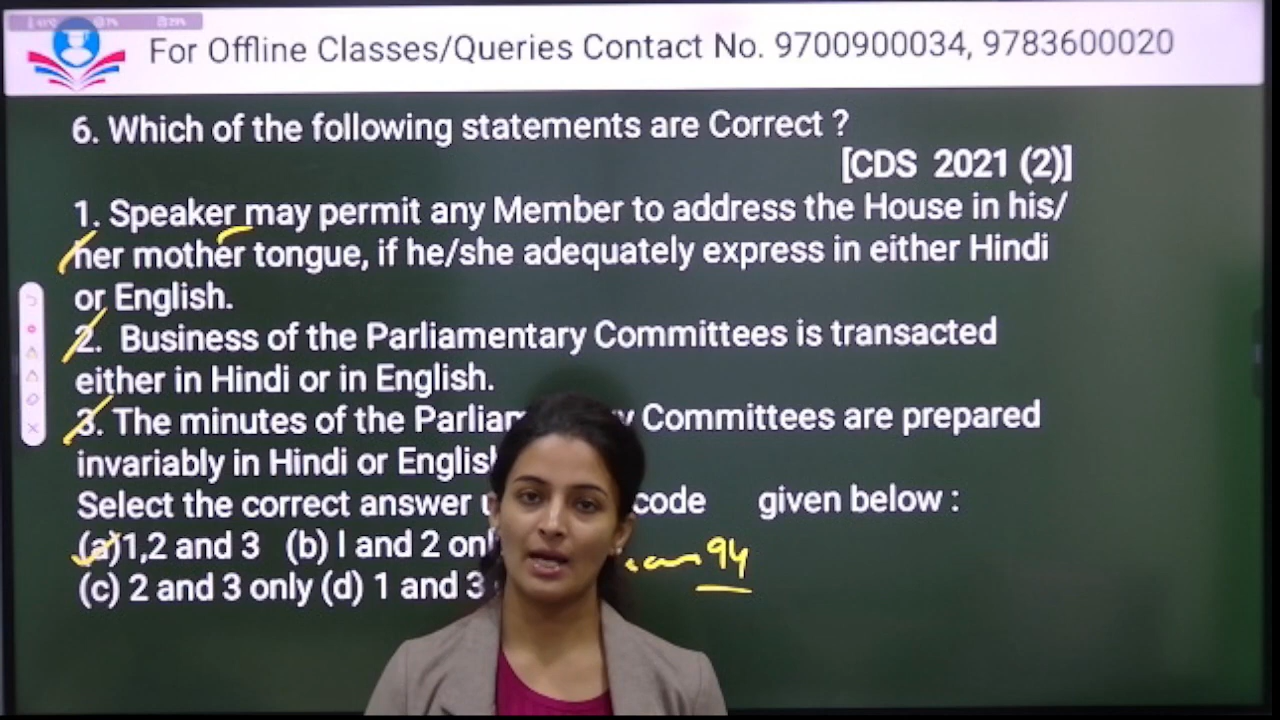 For Offline Classes/Queries Contact No. 9700900034, 9783600020
6. Which of the following statements are Correct ?
[CDS 2021 (2)]
1. Speaker may permit any Member to address the House in his/
her mother tongue, if he/she adequately express in either Hindi
or English.
2. Business of the Parliamentary Committees is transacted
either in Hindi or in English.
3. The minutes of the Committees are prepared
invariably in Hindi or
Select the correct answer code given below :
(a)1,2 and 3 (b) I and 2
94
(c) 2 and 3 only (d) 1 and 3